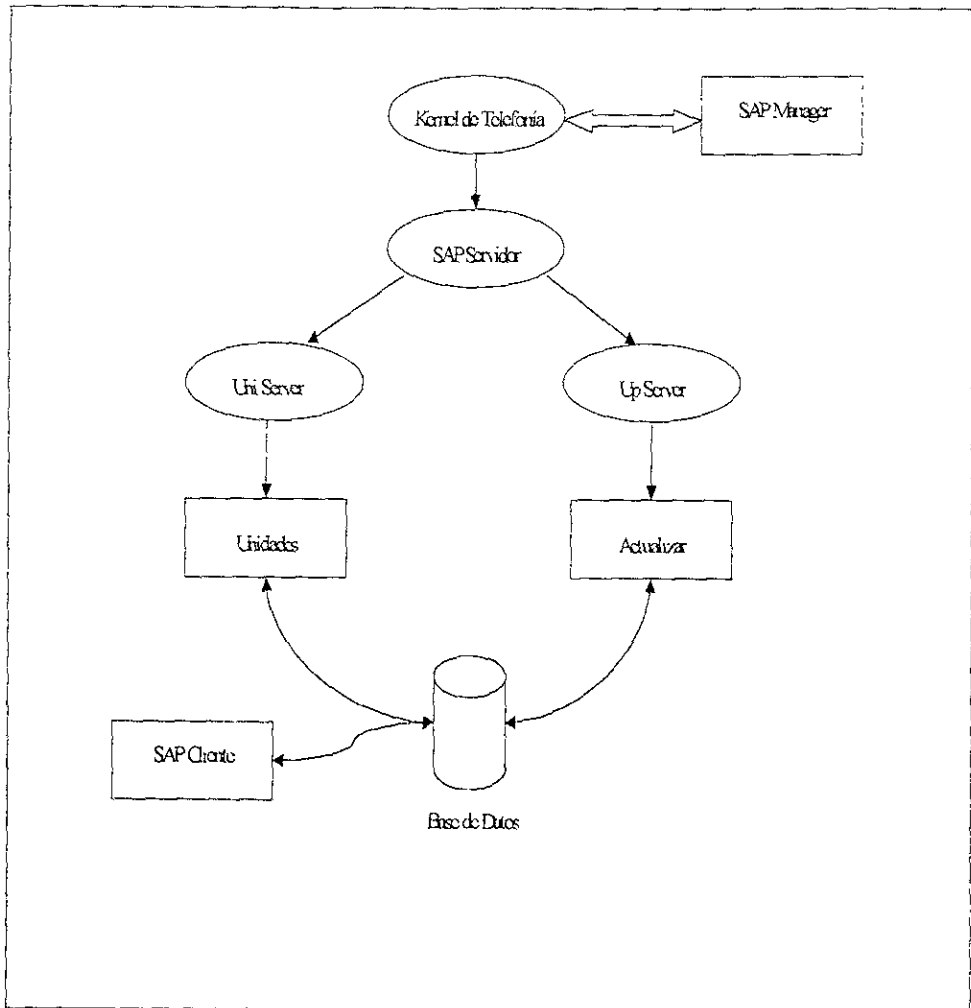 Kernel de Telefonía
SAP Manager
SAP Servidor
Uni Server
Up Server
Unidades
Actualizar
SAP Cliente
Base de Datos